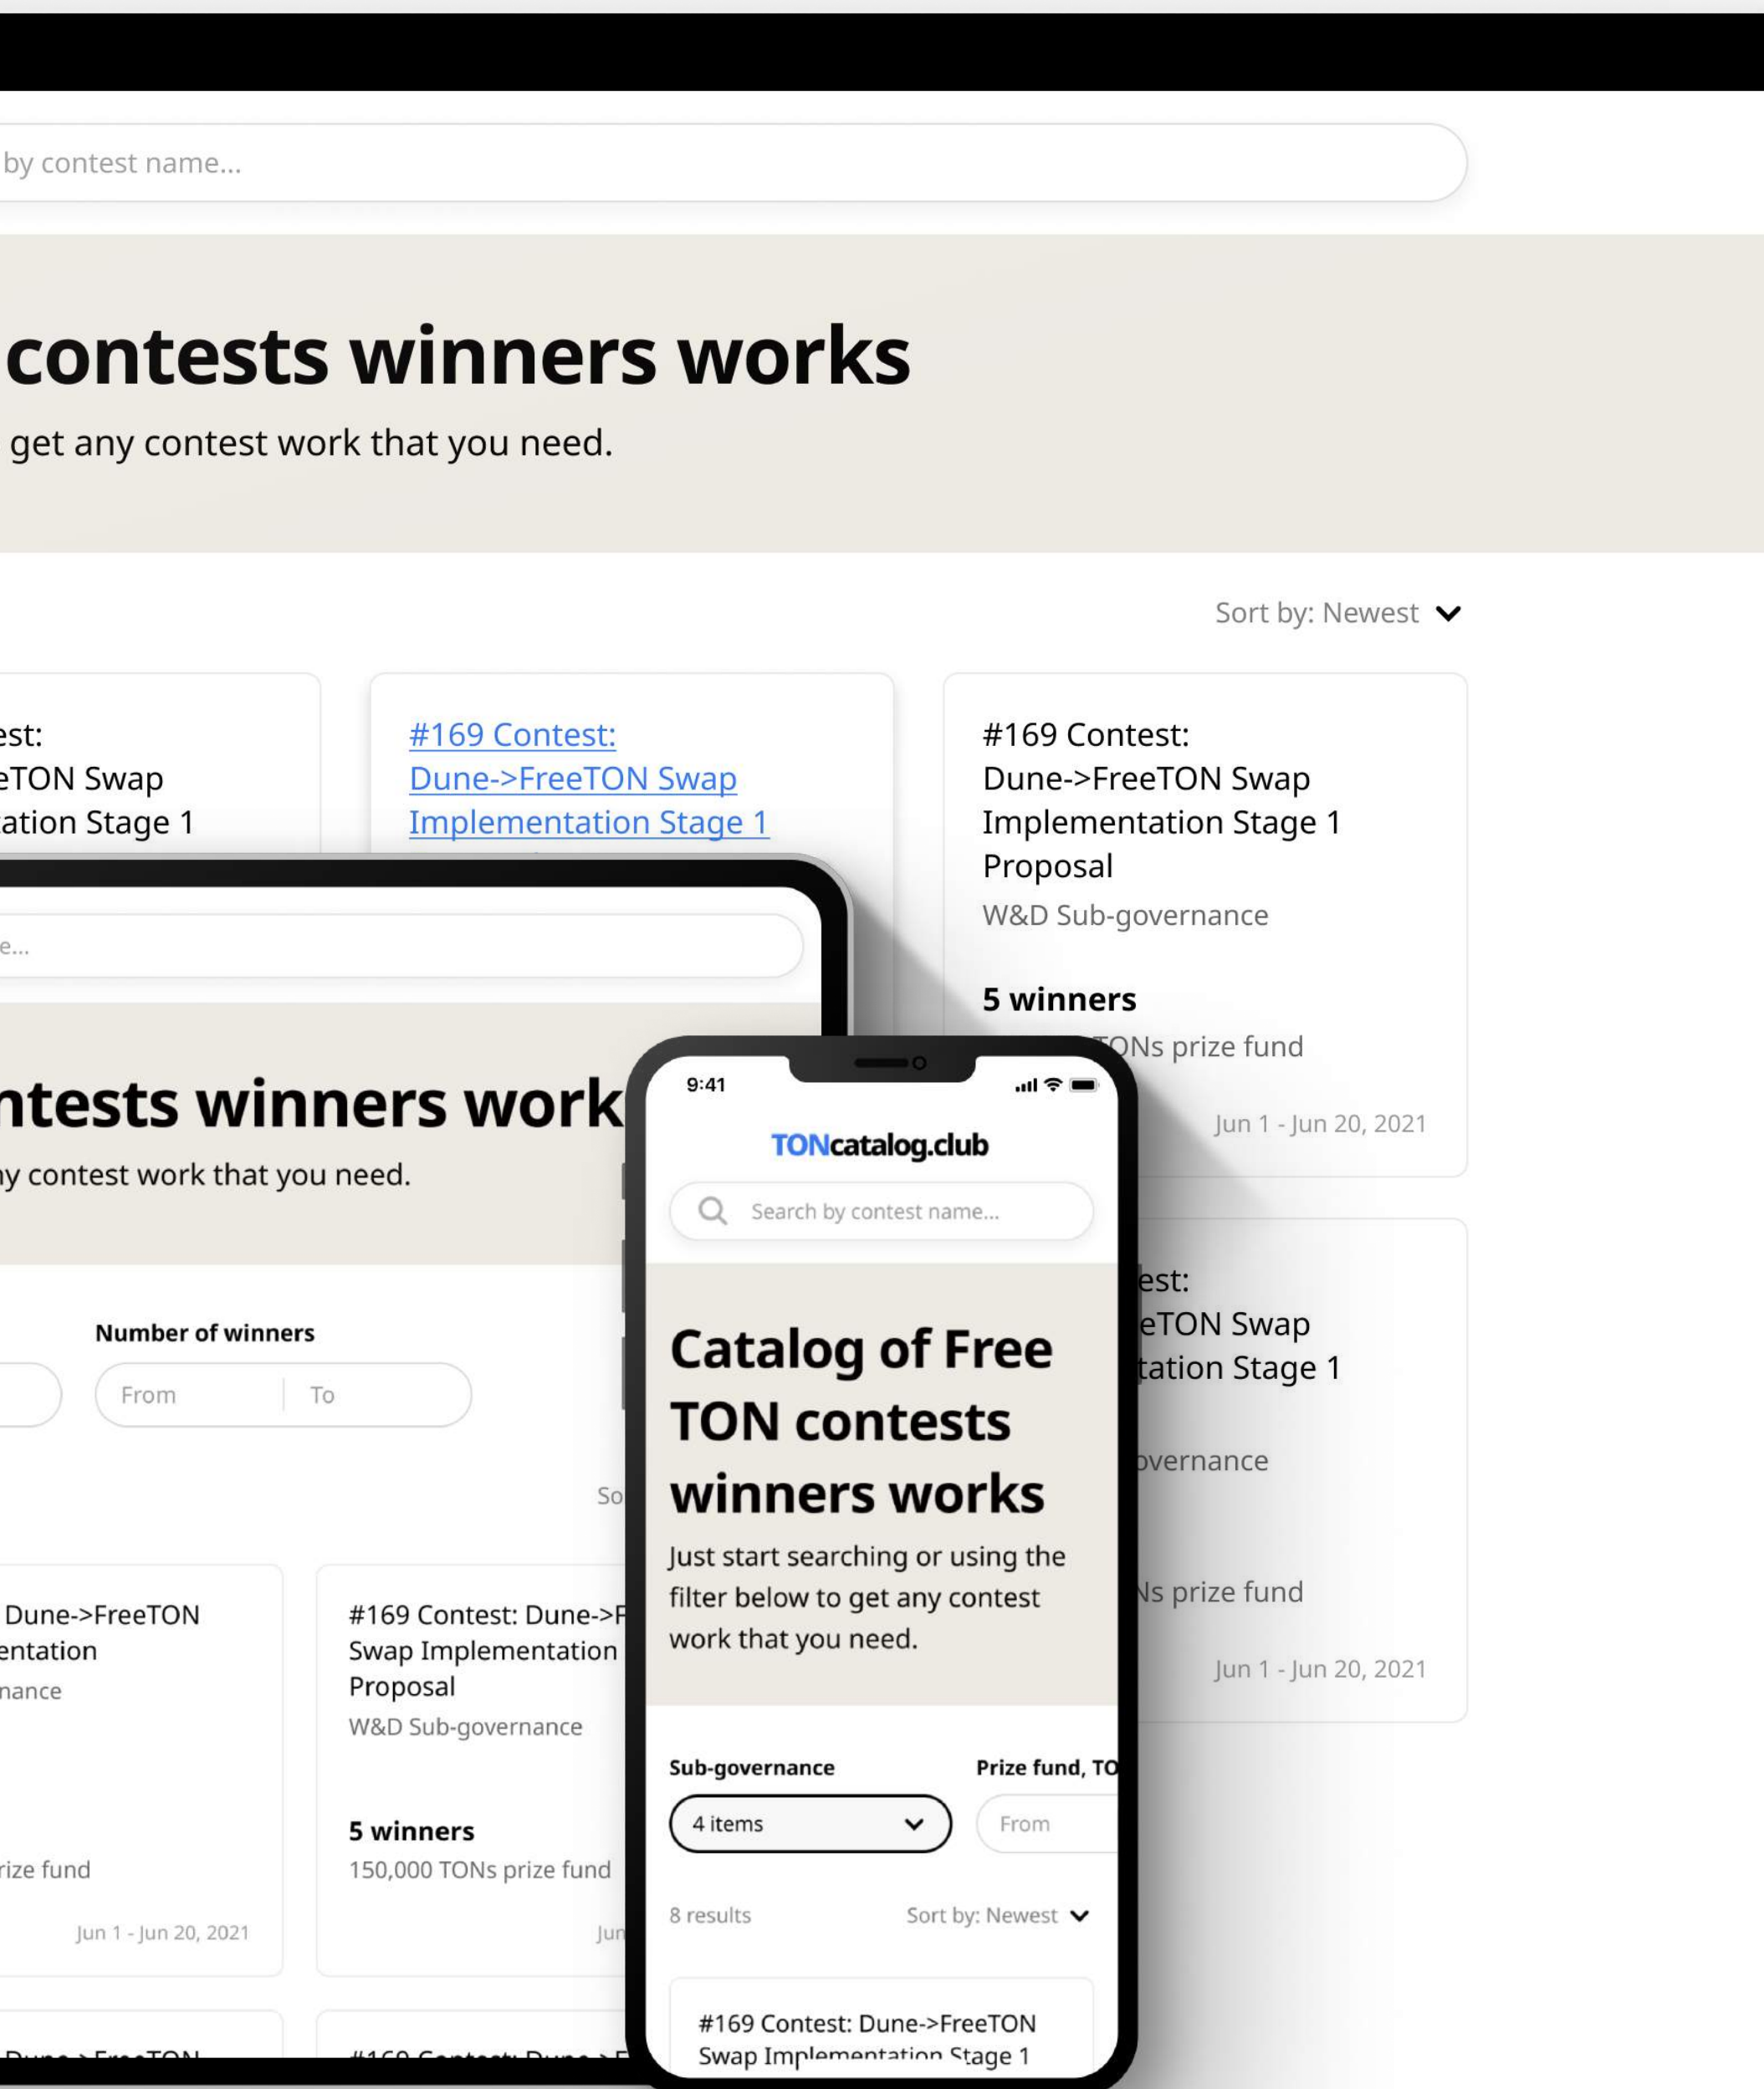 by contest name...
contests winners works
get any contest work that you need.
Sort by: Newest
#169 Contest:
Dune->FreeTON Swap
Implementation Stage 1
#169 Contest:
Dune->FreeTON Swap
Implementation Stage 1
Proposal
W&D Sub-governance
5 winners
TONs prize fund
Jun 1 - Jun 20, 2021
est:
eTON Swap
ation Stage 1
est:
eTON Swap
tation Stage 1
overnance
Ns prize fund
Jun 1 - Jun 20, 2021
e...
ntests winners work
ny contest work that you need.
Number of winners
From To
So
Dune->FreeTON
entation
nance
rize fund
Jun 1 - Jun 20, 2021
#169 Contest: Dune->F
Swap Implementation
Proposal
W&D Sub-governance
5 winners
150,000 TONs prize fund
Jun
Dune->FreeTON
#169 Contest: Dune->F
9:41
TONcatalog.club
Search by contest name...
Catalog of Free
TON contests
winners works
Just start searching or using the
filter below to get any contest
work that you need.
Sub-governance
4 items
Prize fund, TO
From
8 results
Sort by: Newest
#169 Contest: Dune->FreeTON
Swap Implementation Stage 1